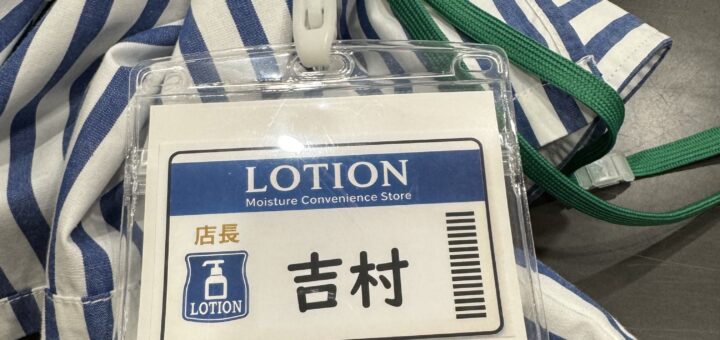 LOTION
Moisture Convenience Store
店長
吉村
LOTION